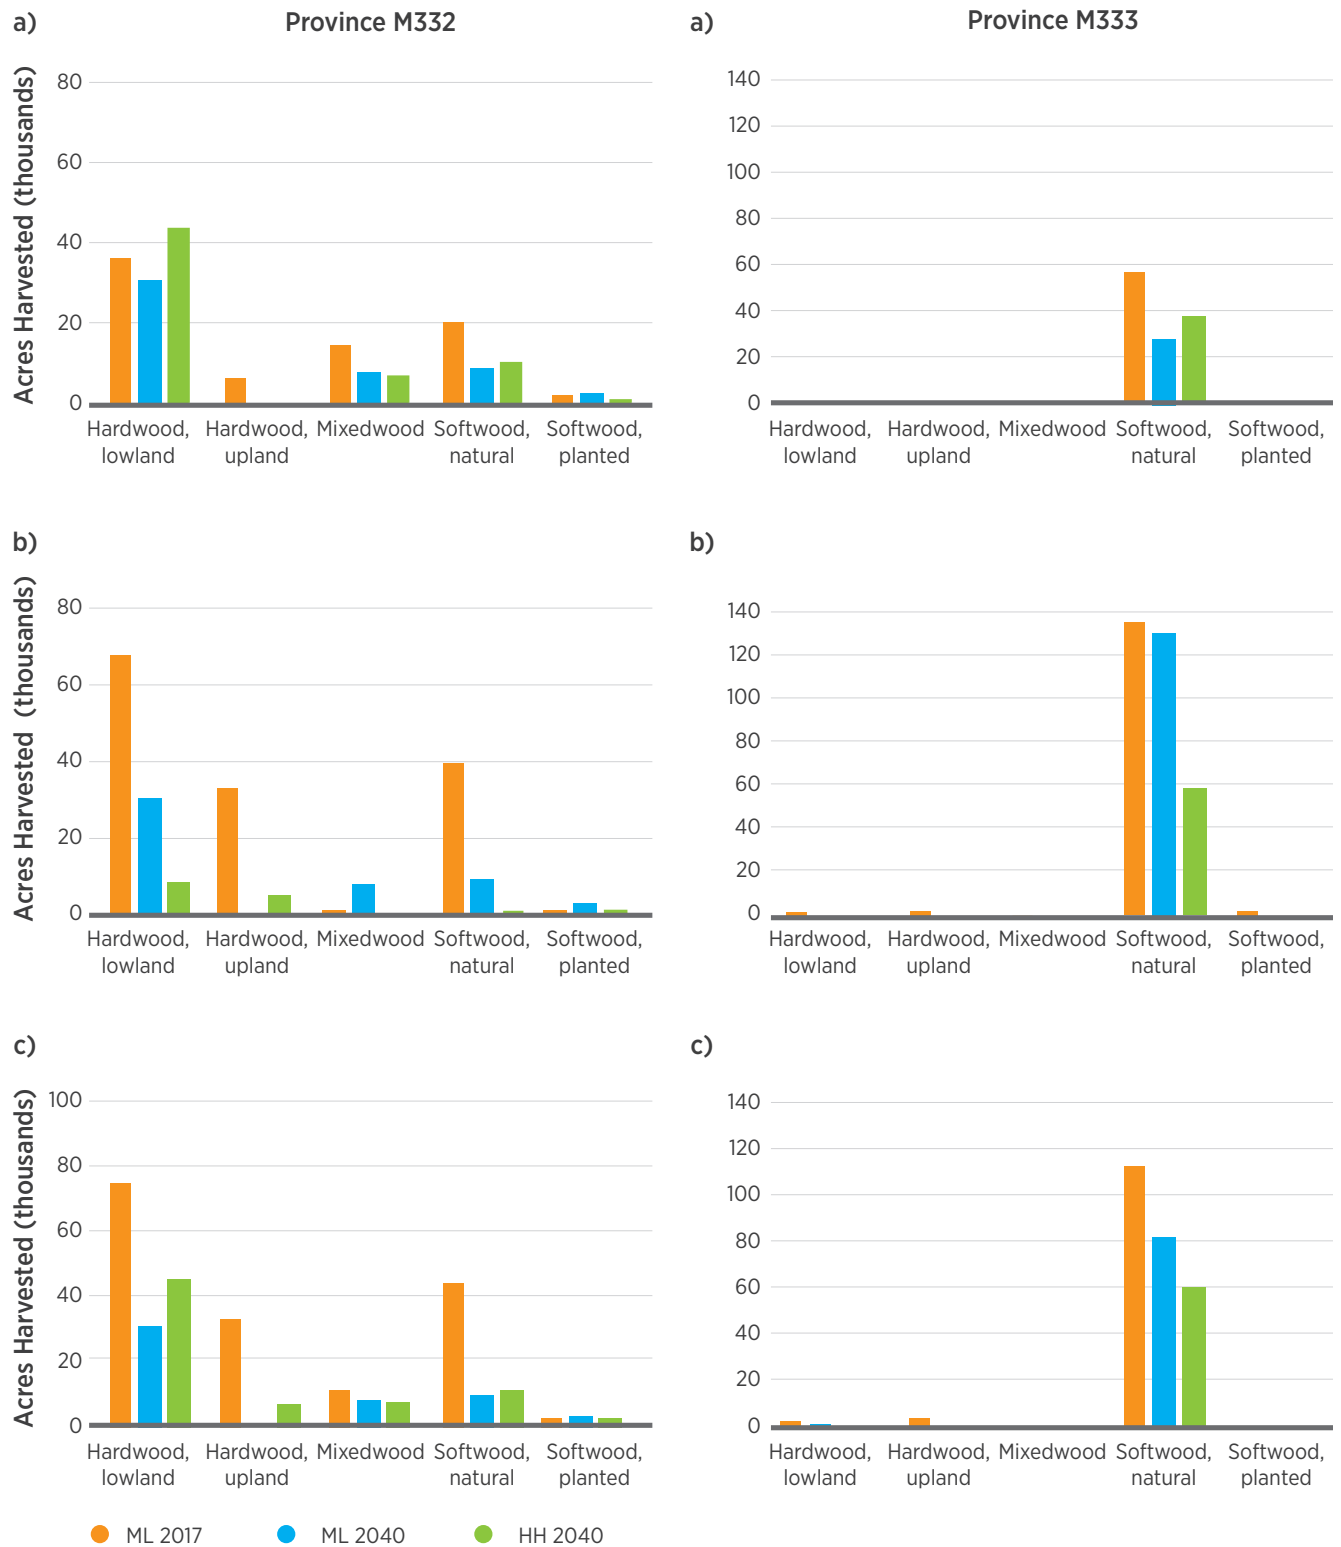 a)
Province M332
Acres Harvested (thousands)
80
60
40
20
0
Hardwood, lowland
Hardwood, upland
Mixedwood
Softwood, natural
Softwood, planted
a)
Province M333
140
120
100
80
60
40
20
0
Hardwood, lowland
Hardwood, upland
Mixedwood
Softwood, natural
Softwood, planted
b)
Acres Harvested (thousands)
80
60
40
20
0
Hardwood, lowland
Hardwood, upland
Mixedwood
Softwood, natural
Softwood, planted
b)
140
120
100
80
60
40
20
0
Hardwood, lowland
Hardwood, upland
Mixedwood
Softwood, natural
Softwood, planted
c)
Acres Harvested (thousands)
100
80
60
40
20
0
Hardwood, lowland
Hardwood, upland
Mixedwood
Softwood, natural
Softwood, planted
c)
140
120
100
80
60
40
20
0
Hardwood, lowland
Hardwood, upland
Mixedwood
Softwood, natural
Softwood, planted
ML 2017
ML 2040
HH 2040